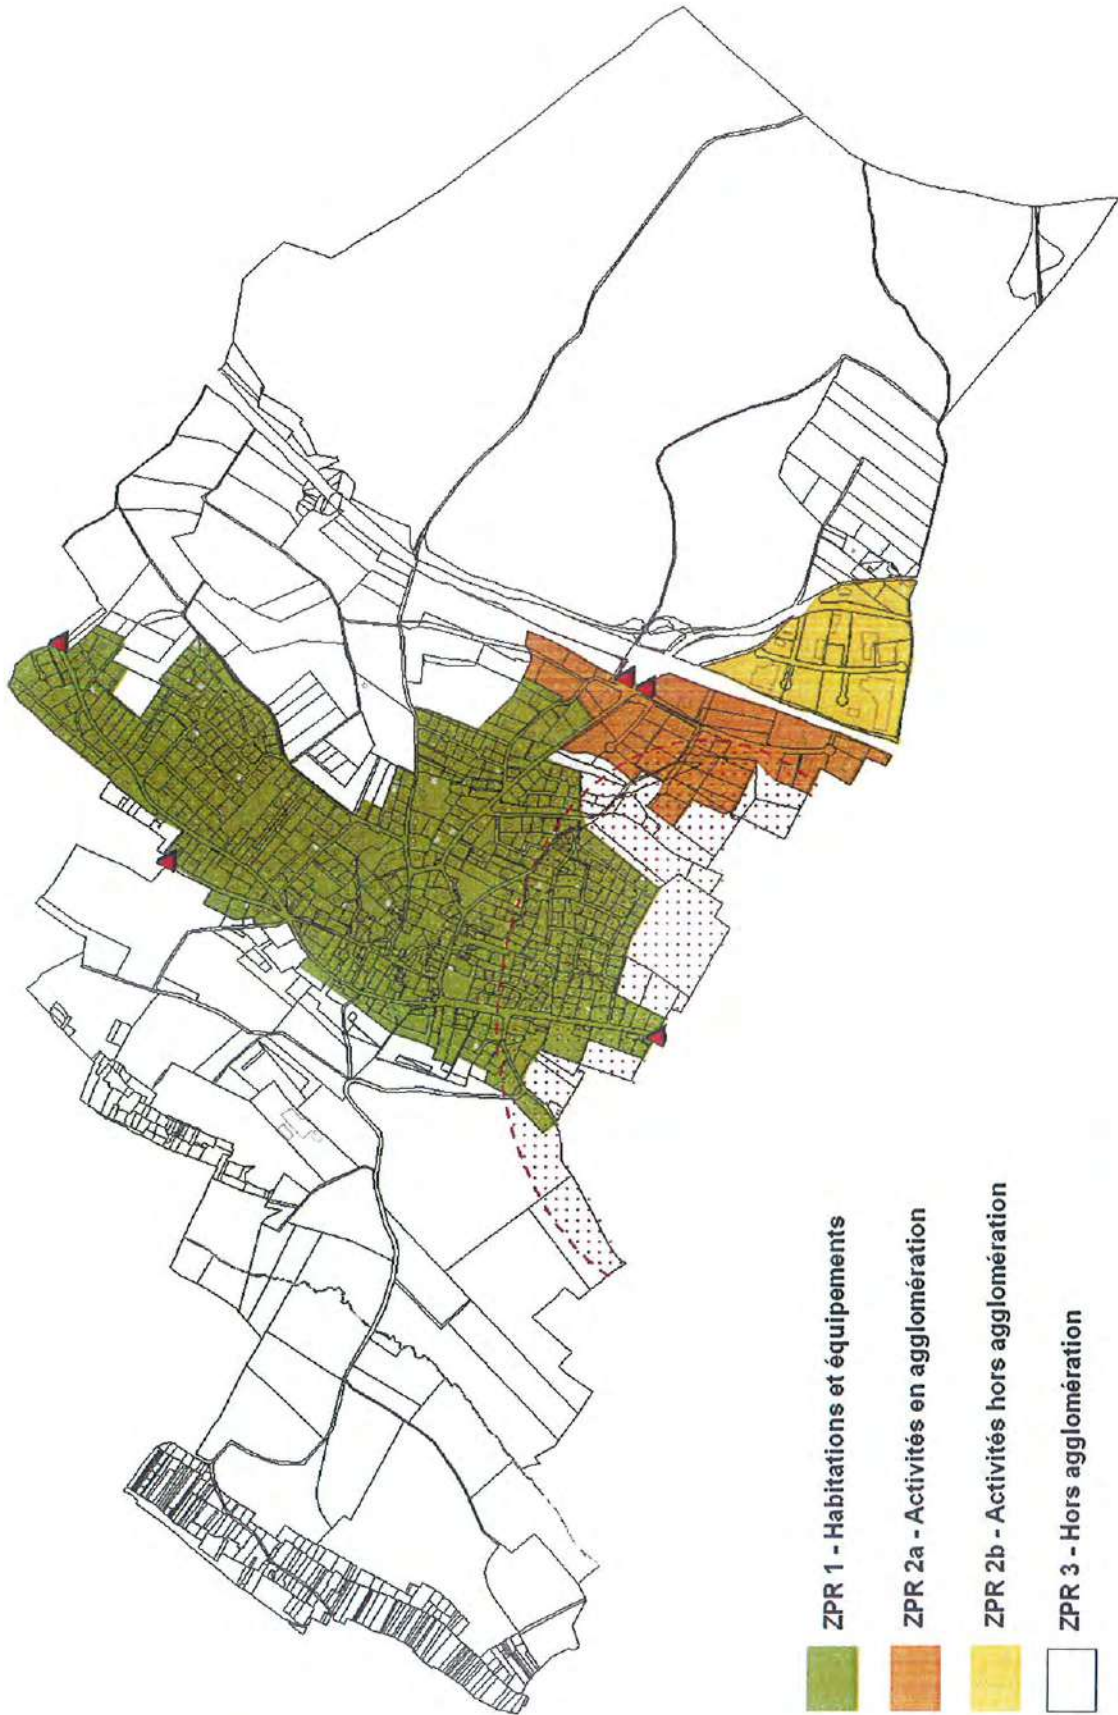 ZPR 1 - Habitations et équipements
ZPR 2a - Activités en agglomération
ZPR 2b - Activités hors agglomération
ZPR 3 - Hors agglomération